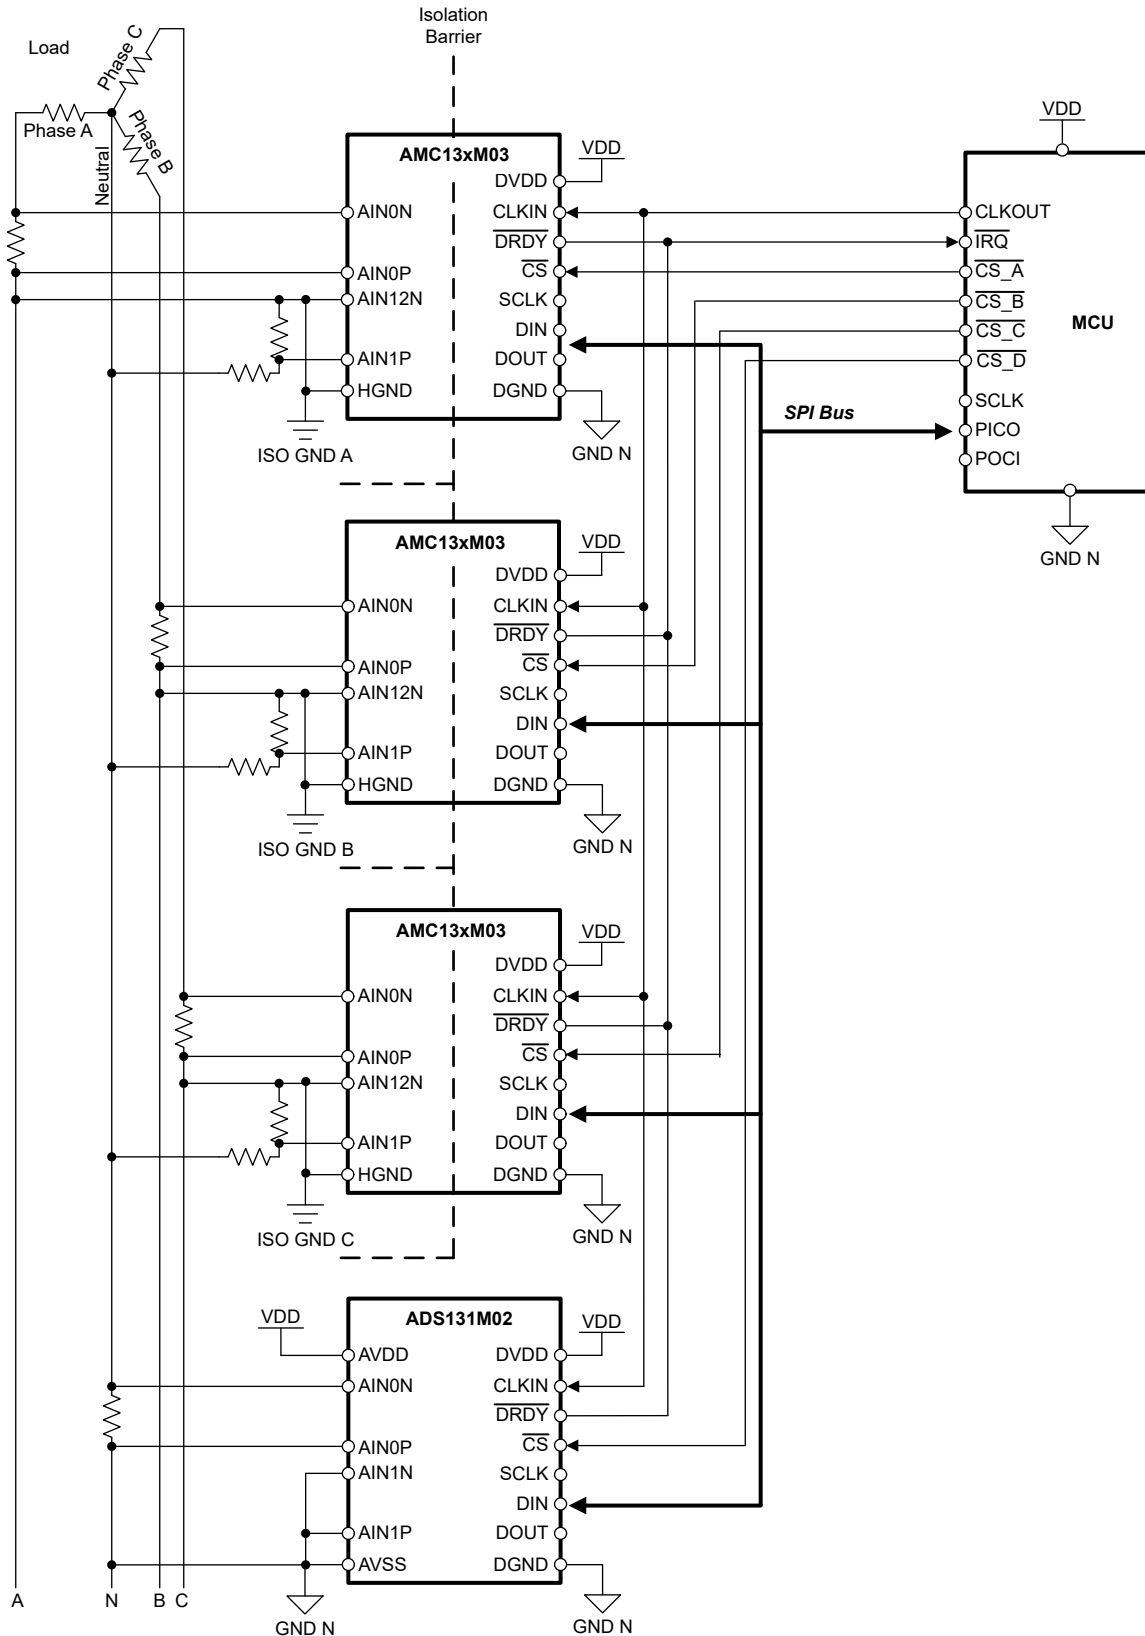 Isolation
Barrier
Load
Phase C
Phase A
Phase B
Neutral
AMC13xM03
VDD
DVDD
AIN0N
CLKIN
DRDY
AIN0P
CS
AIN12N
SCLK
DIN
AIN1P
DOUT
HGND
DGND
ISO GND A
GND N
VDD
CLKOUT
IRQ
CS_A
CS_B
CS_C
MCU
CS_D
SCLK
PICO
POCI
GND N
SPI Bus
AMC13xM03
VDD
DVDD
AIN0N
CLKIN
DRDY
AIN0P
CS
AIN12N
SCLK
DIN
AIN1P
DOUT
HGND
DGND
ISO GND B
GND N
AMC13xM03
VDD
DVDD
AIN0N
CLKIN
DRDY
AIN0P
CS
AIN12N
SCLK
DIN
AIN1P
DOUT
HGND
DGND
ISO GND C
GND N
ADS131M02
VDD
VDD
AVDD
DVDD
AIN0N
CLKIN
DRDY
AIN0P
CS
AIN1N
SCLK
DIN
AIN1P
DOUT
AVSS
DGND
GND N
GND N
A
N
B
C